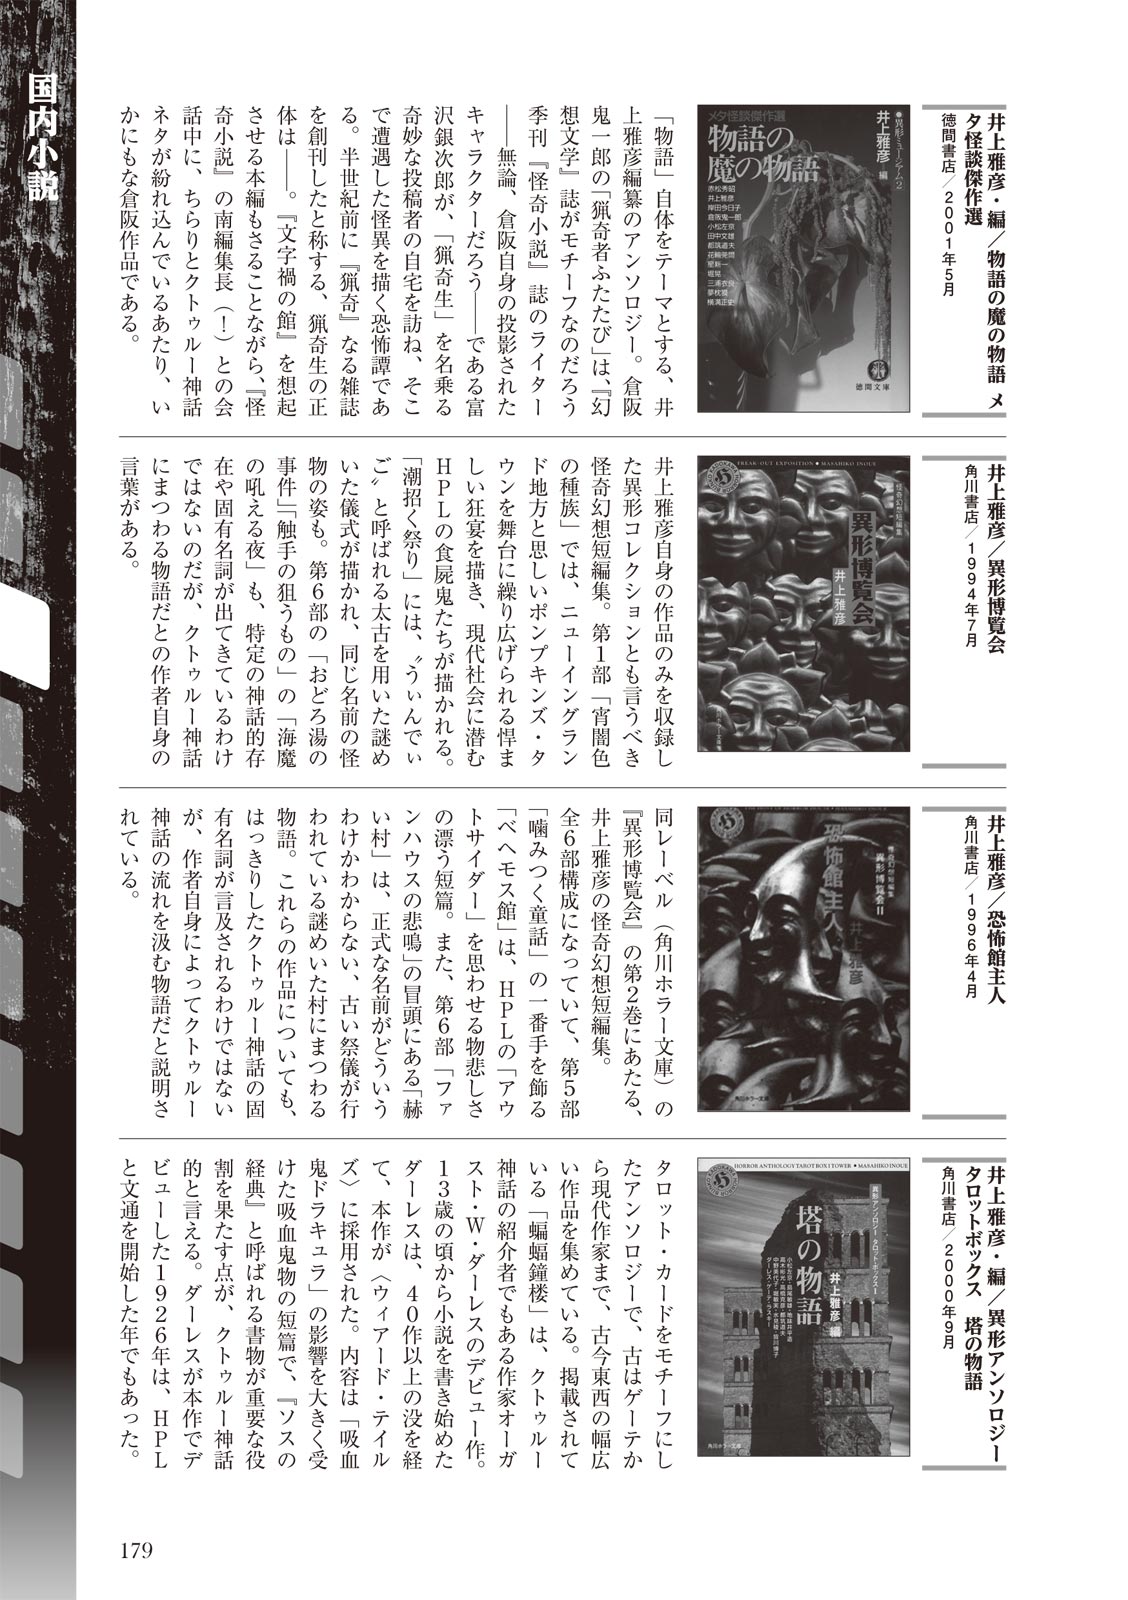 国内小説
井上雅彦・編／物語の魔の物語 メ
タ怪談傑作選
徳間書店／2001年5月
メタ怪談傑作選
物語の
魔の物語
●異形ミュージアム2
井上雅彦 編
赤松秀昭
井上雅彦
岸田今日子
倉阪鬼一郎
小松左京
田中文雄
都筑道夫
花輪莞爾
星新一
堀晃
三浦衣良
夢枕獏
横溝正史
徳間文庫
「物語」自体をテーマとする、井
上雅彦編纂のアンソロジー。倉阪
鬼一郎の「猟奇者ふたたび」は、『幻
想文学』誌がモチーフなのだろう
季刊『怪奇小説』誌のライター
――無論、倉阪自身の投影された
キャラクターだろう――である富
沢銀次郎が、「猟奇生」を名乗る
奇妙な投稿者の自宅を訪ね、そこ
で遭遇した怪異を描く恐怖譚であ
る。半世紀前に『猟奇』なる雑誌
を創刊したと称する、猟奇生の正
体は――。『文字禍の館』を想起
させる本編もさることながら、『怪
奇小説』の南編集長（！）との会
話中に、ちらりとクトゥルー神話
ネタが紛れ込んでいるあたり、い
かにもな倉阪作品である。
井上雅彦／異形博覧会
角川書店／1994年7月
FREAK-OUT EXPOSITION ◆ MASAHIKO INOUE
怪奇幻想短編集
異形博覧会
井上雅彦
井上雅彦自身の作品のみを収録し
た異形コレクションとも言うべき
怪奇幻想短編集。第１部「宵闇色
の種族」では、ニューイングラン
ド地方と思しいポンプキンズ・タ
ウンを舞台に繰り広げられる悍ま
しい狂宴を描き、現代社会に潜む
ＨＰＬの食屍鬼たちが描かれる。
「潮招く祭り」には、〝うぃんでぃ
ご〟と呼ばれる太古を用いた謎め
いた儀式が描かれ、同じ名前の怪
物の姿も。第６部の「おどろ湯の
事件」「触手の狙うもの」の「海魔
の吼える夜」も、特定の神話的存
在や固有名詞が出てきているわけ
ではないのだが、クトゥルー神話
にまつわる物語だとの作者自身の
言葉がある。
井上雅彦／恐怖館主人
角川書店／1996年4月
怪奇幻想短編集
異形博覧会II
恐怖館主人
井上雅彦
角川ホラー文庫
同レーベル（角川ホラー文庫）の
『異形博覧会』の第２巻にあたる、
井上雅彦の怪奇幻想短編集。
全６部構成になっていて、第５部
「噛みつく童話」の一番手を飾る
「ベヘモス館」は、ＨＰＬの「アウ
トサイダー」を思わせる物悲しさ
の漂う短篇。また、第６部「ファ
ンハウスの悲鳴」の冒頭にある「赫
い村」は、正式な名前がどういう
わけかわからない、古い祭儀が行
われている謎めいた村にまつわる
物語。これらの作品についても、
はっきりしたクトゥルー神話の固
有名詞が言及されるわけではない
が、作者自身によってクトゥルー
神話の流れを汲む物語だと説明さ
れている。
井上雅彦・編／異形アンソロジー
タロットボックス 塔の物語
角川書店／2000年9月
HORROR ANTHOLOGY TAROT BOX I TOWER ◆ MASAHIKO INOUE
異形アンソロジー タロット・ボックスI
塔の物語
井上雅彦 編
角川ホラー文庫
タロット・カードをモチーフにし
たアンソロジーで、古はゲーテか
ら現代作家まで、古今東西の幅広
い作品を集めている。掲載されて
いる「蝙蝠鐘楼」は、クトゥルー
神話の紹介者でもある作家オーガ
スト・Ｗ・ダーレスのデビュー作。
１３歳の頃から小説を書き始めた
ダーレスは、４０作以上の没を経
て、本作が〈ウィアード・テイル
ズ〉に採用された。内容は「吸血
鬼ドラキュラ」の影響を大きく受
けた吸血鬼物の短篇で、『ソスの
経典』と呼ばれる書物が重要な役
割を果たす点が、クトゥルー神話
的と言える。ダーレスが本作でデ
ビューした１９２６年は、ＨＰＬ
と文通を開始した年でもあった。
179